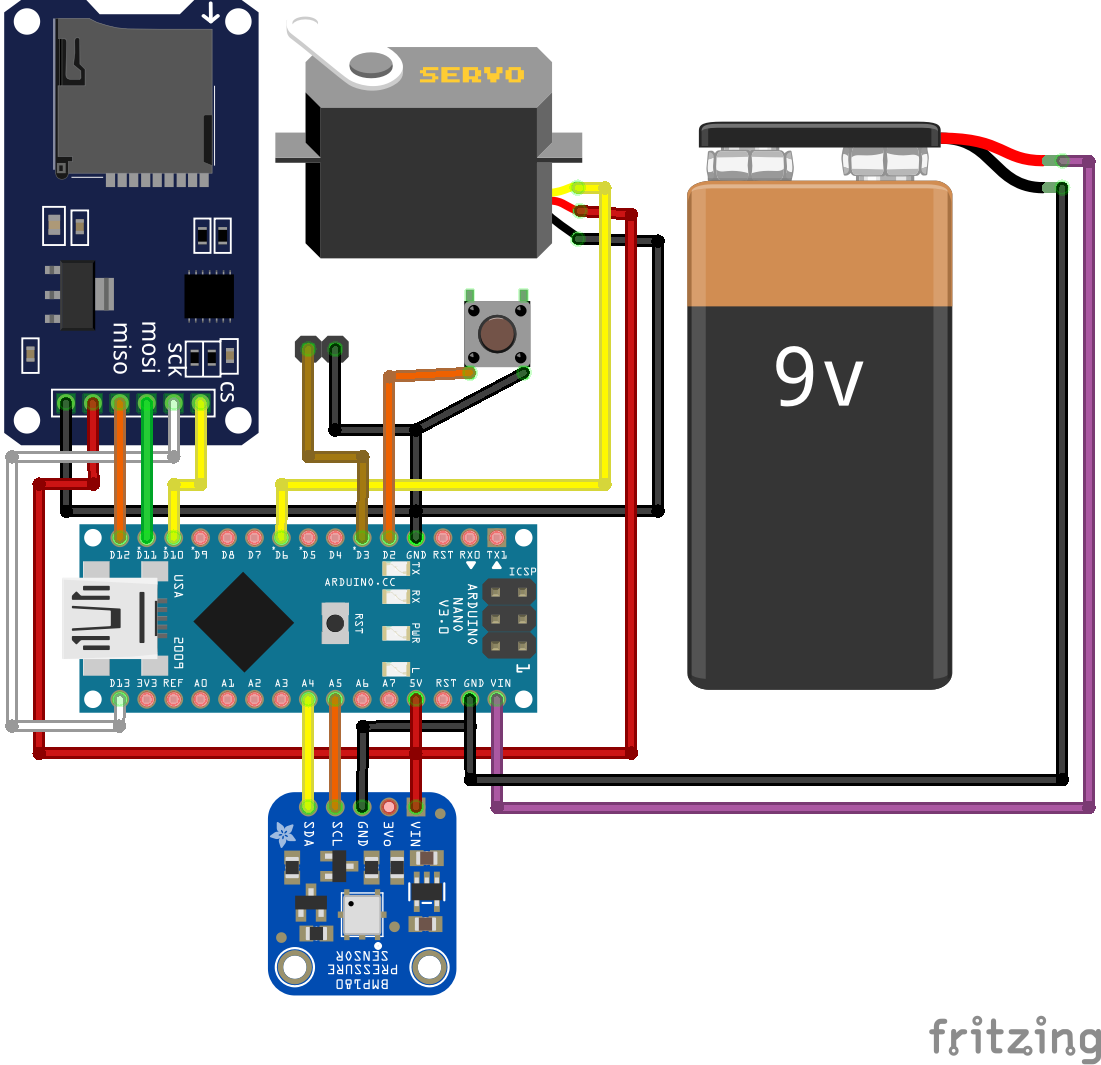 SERVO
9v
miso
mosi
sck
cs
D12 D11 D10 D9 D8 D7 D6 D5 D4 D3 D2 GND RST RX0 TX1
ARDUINO.CC
TX
RX
PWR
L
RST
USA
2009
ARDUINO
NANO
V3.0
ICSP
1
D13 3V3 REF A0 A1 A2 A3 A4 A5 A6 A7 5V RST GND VIN
SDA
SCL
GND
3Vo
VIN
BMP180
PRESSURE
SENSOR
fritzing